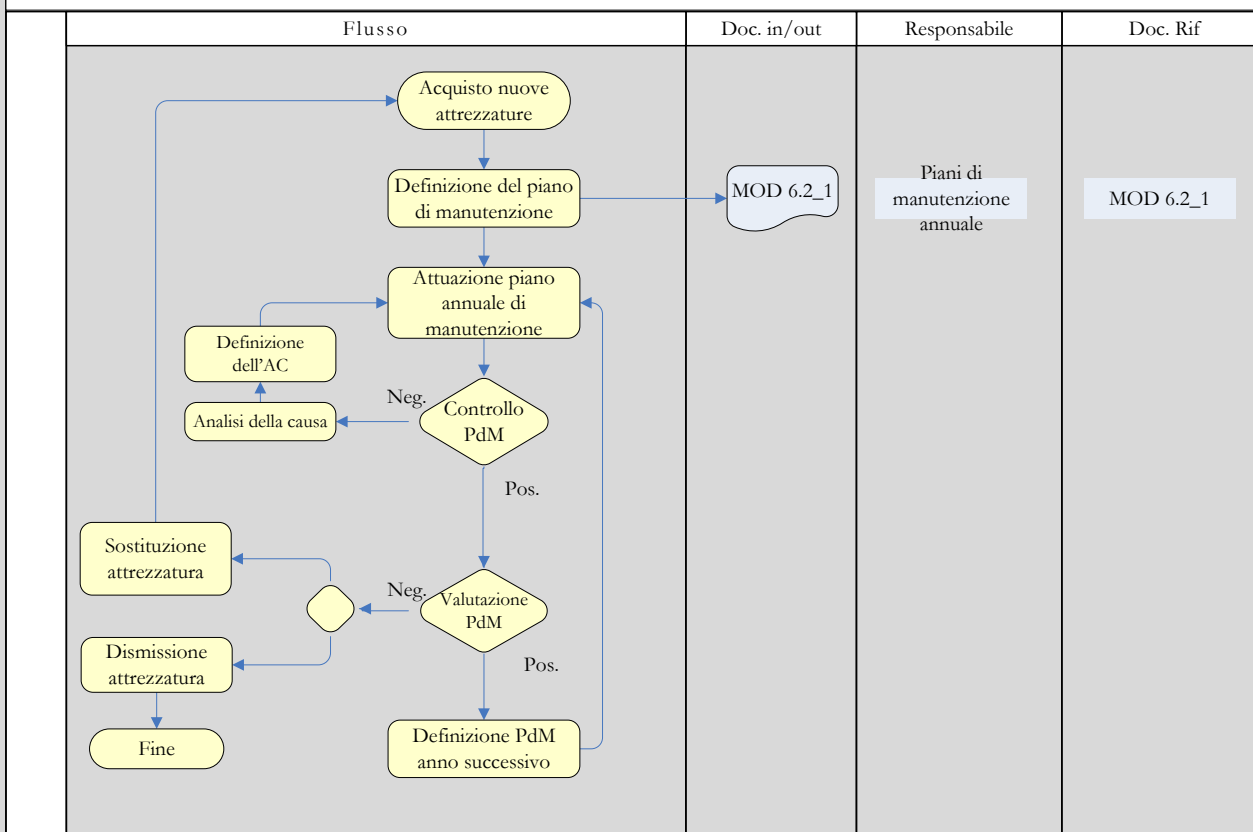 Flusso
Doc. in/out
Responsabile
Doc. Rif
Acquisto nuove
attrezzature
Definizione del piano
di manutenzione
MOD 6.2_1
Piani di
manutenzione
annuale
MOD 6.2_1
Attuazione piano
annuale di
manutenzione
Definizione
dell'AC
Neg.
Controllo
PdM
Analisi della causa
Pos.
Sostituzione
attrezzatura
Neg.
Valutazione
PdM
Dismissione
attrezzatura
Pos.
Fine
Definizione PdM
anno successivo